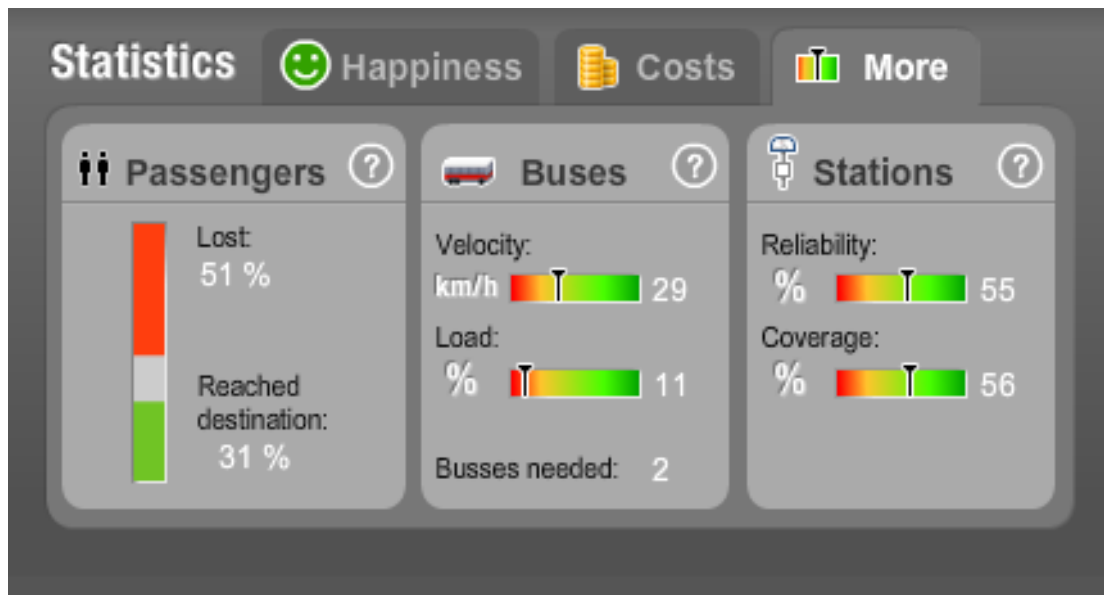 Statistics Happiness Costs More
Passengers ?
Lost:
51 %
Reached
destination:
31 %
Buses ?
Velocity:
km/h 29
Load:
% 11
Busses needed: 2
Stations ?
Reliability:
% 55
Coverage:
% 56